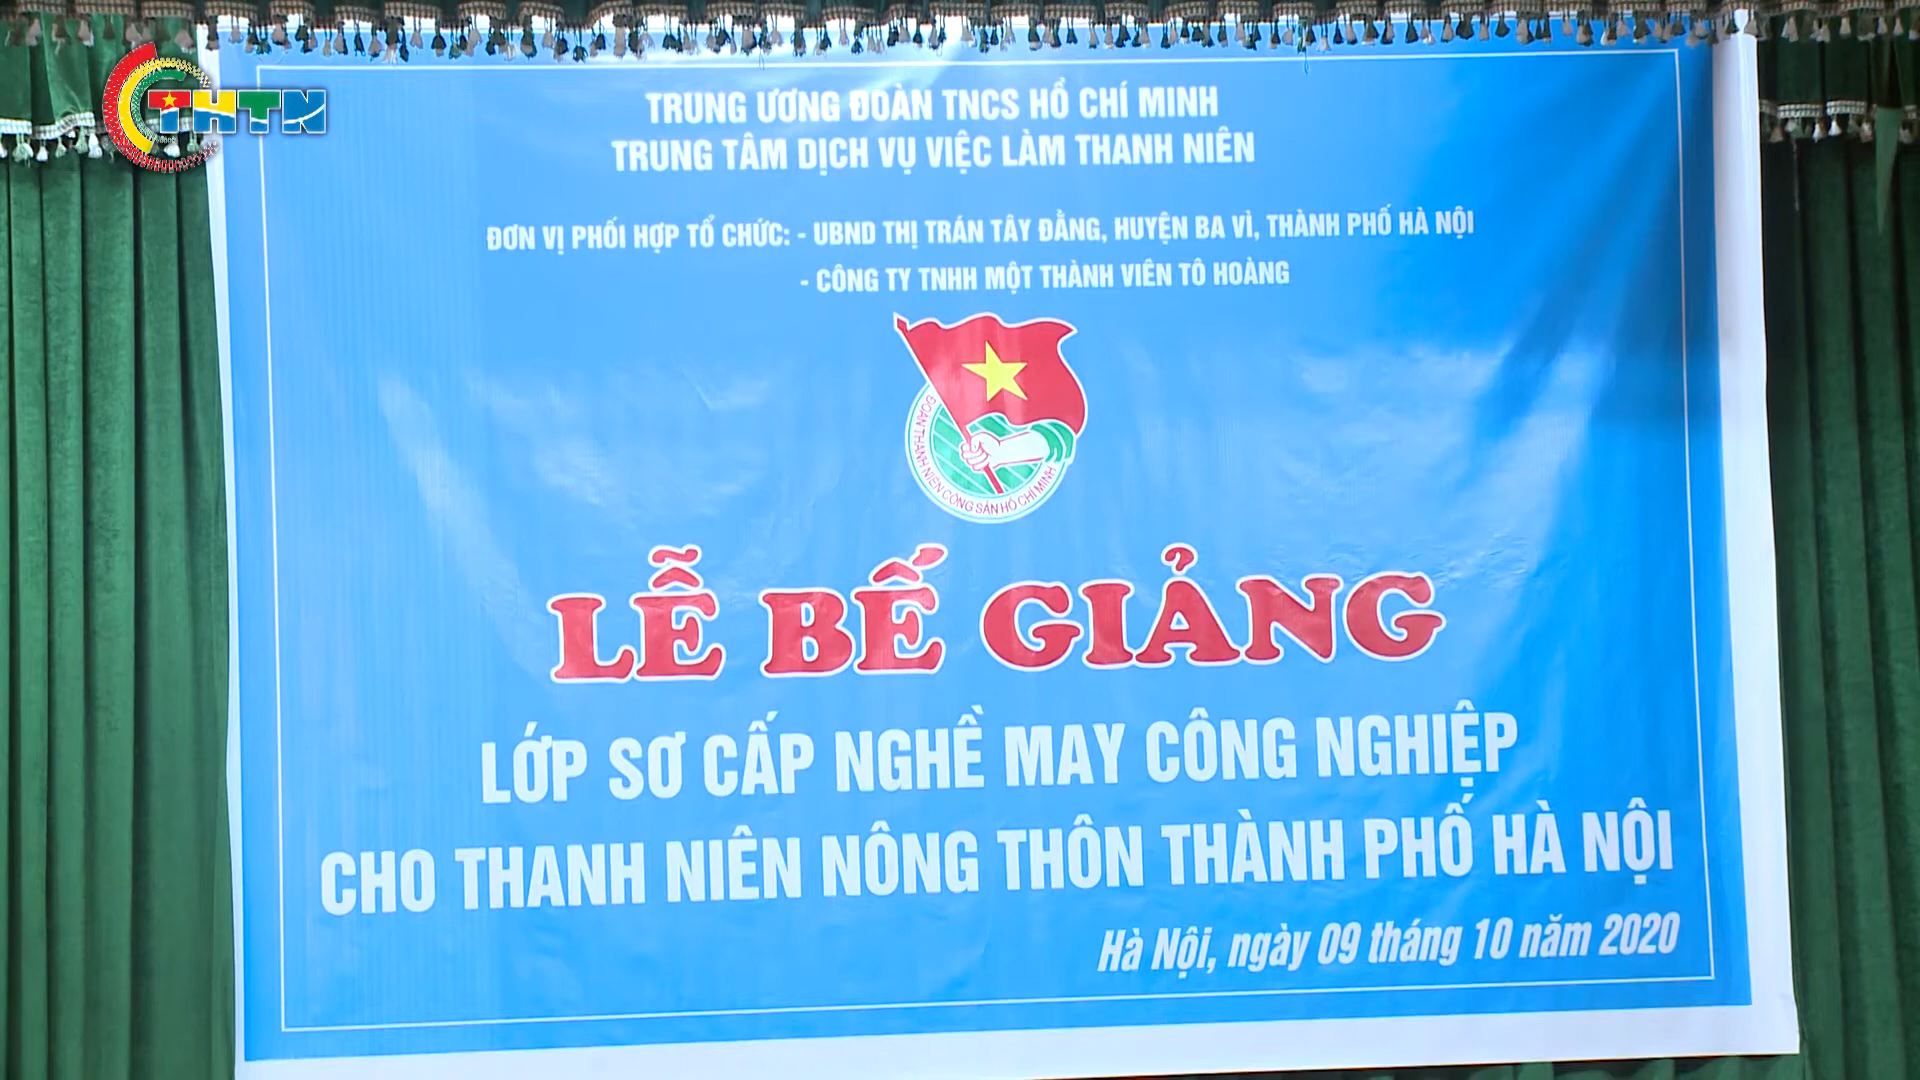 THTN
TRUNG ƯƠNG ĐOÀN TNCS HỒ CHÍ MINH
TRUNG TÂM DỊCH VỤ VIỆC LÀM THANH NIÊN
ĐƠN VỊ PHỐI HỢP TỔ CHỨC: - UBND THỊ TRÁN TÂY ĐẰNG, HUYỆN BA VÌ, THÀNH PHỐ HÀ NỘI
- CÔNG TY TNHH MỘT THÀNH VIÊN TÔ HOÀNG
ĐOÀN THANH NIÊN CỘNG SẢN HỒ CHÍ MINH
LỄ BẾ GIẢNG
LỚP SƠ CẤP NGHỀ MAY CÔNG NGHIỆP
CHO THANH NIÊN NÔNG THÔN THÀNH PHỐ HÀ NỘI
Hà Nội, ngày 09 tháng 10 năm 2020